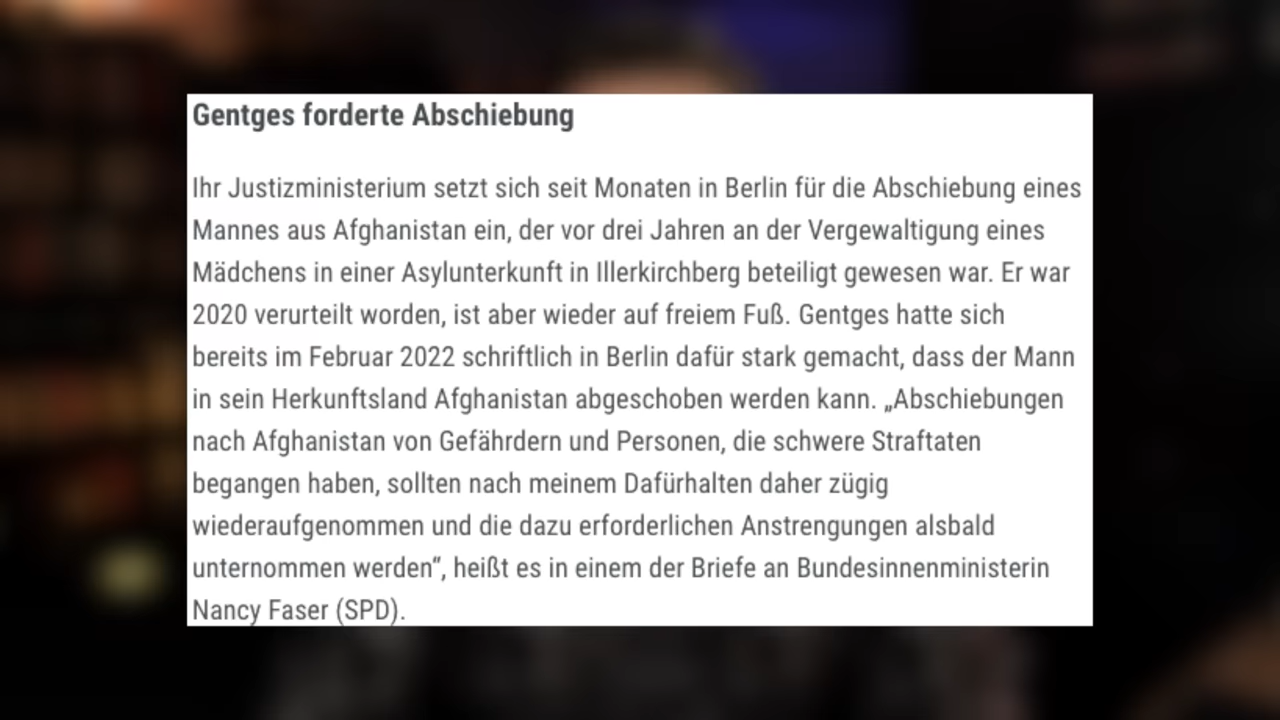 Gentges forderte Abschiebung
Ihr Justizministerium setzt sich seit Monaten in Berlin für die Abschiebung eines
Mannes aus Afghanistan ein, der vor drei Jahren an der Vergewaltigung eines
Mädchens in einer Asylunterkunft in Illerkirchberg beteiligt gewesen war. Er war
2020 verurteilt worden, ist aber wieder auf freiem Fuß. Gentges hatte sich
bereits im Februar 2022 schriftlich in Berlin dafür stark gemacht, dass der Mann
in sein Herkunftsland Afghanistan abgeschoben werden kann. „Abschiebungen
nach Afghanistan von Gefährdern und Personen, die schwere Straftaten
begangen haben, sollten nach meinem Dafürhalten daher zügig
wiederaufgenommen und die dazu erforderlichen Anstrengungen alsbald
unternommen werden“, heißt es in einem der Briefe an Bundesinnenministerin
Nancy Faser (SPD).